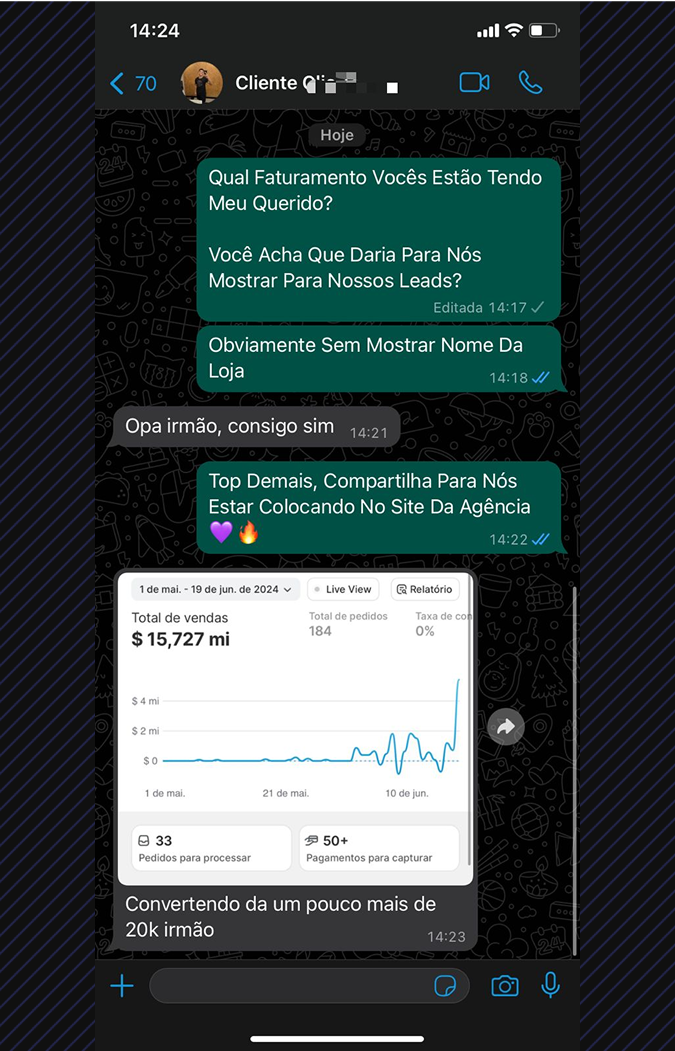 14:24
70
Cliente
Hoje
Qual Faturamento Vocês Estão Tendo
Meu Querido?
Você Acha Que Daria Para Nós
Mostrar Para Nossos Leads?
Editada 14:17
Obviamente Sem Mostrar Nome Da
Loja
14:18
Opa irmão, consigo sim
14:21
Top Demais, Compartilha Para Nós
Estar Colocando No Site Da Agência
💜🔥
14:22
1 de mai. - 19 de jun. de 2024
Live View
Relatório
Total de vendas
Total de pedidos
Taxa de con
$ 15,727 mi
184
0%
$ 4 mi
$ 2 mi
$ 0
1 de mai.
21 de mai.
10 de jun.
33
Pedidos para processar
50+
Pagamentos para capturar
Convertendo da um pouco mais de
20k irmão
14:23